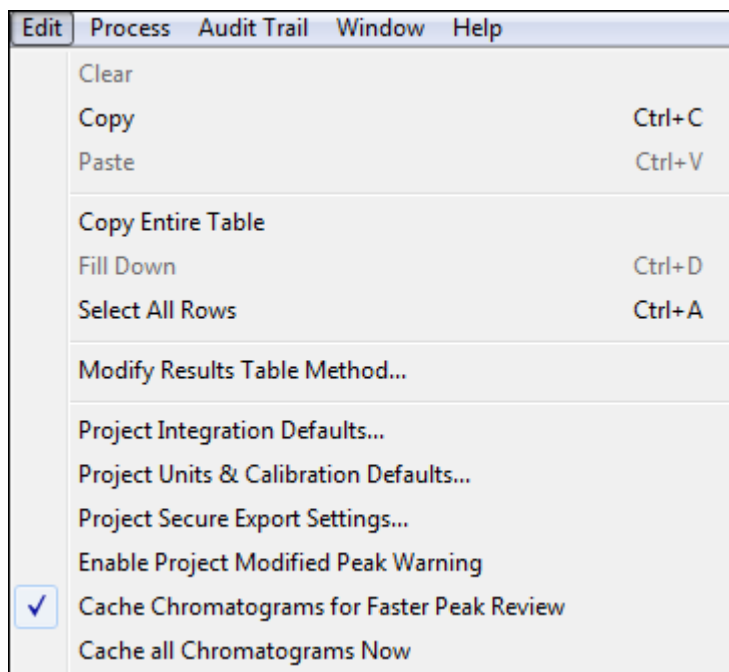 Edit Process Audit Trail Window Help
Clear
Copy Ctrl+C
Paste Ctrl+V
Copy Entire Table
Fill Down Ctrl+D
Select All Rows Ctrl+A
Modify Results Table Method...
Project Integration Defaults...
Project Units & Calibration Defaults...
Project Secure Export Settings...
Enable Project Modified Peak Warning
Cache Chromatograms for Faster Peak Review
Cache all Chromatograms Now